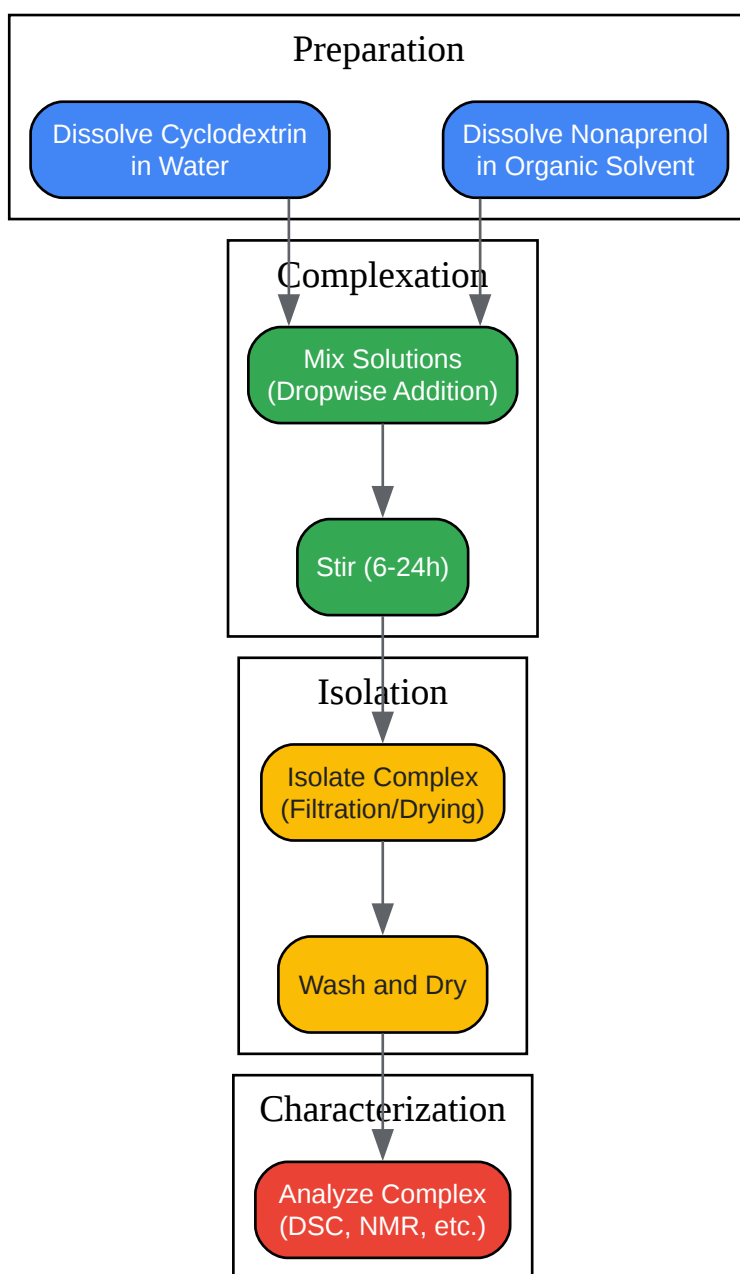 Preparation
Dissolve Cyclodextrin
in Water
Dissolve Nonaprenol
in Organic Solvent
Complexation
Mix Solutions
(Dropwise Addition)
Stir (6-24h)
Isolation
Isolate Complex
(Filtration/Drying)
Wash and Dry
Characterization
Analyze Complex
(DSC, NMR, etc.)